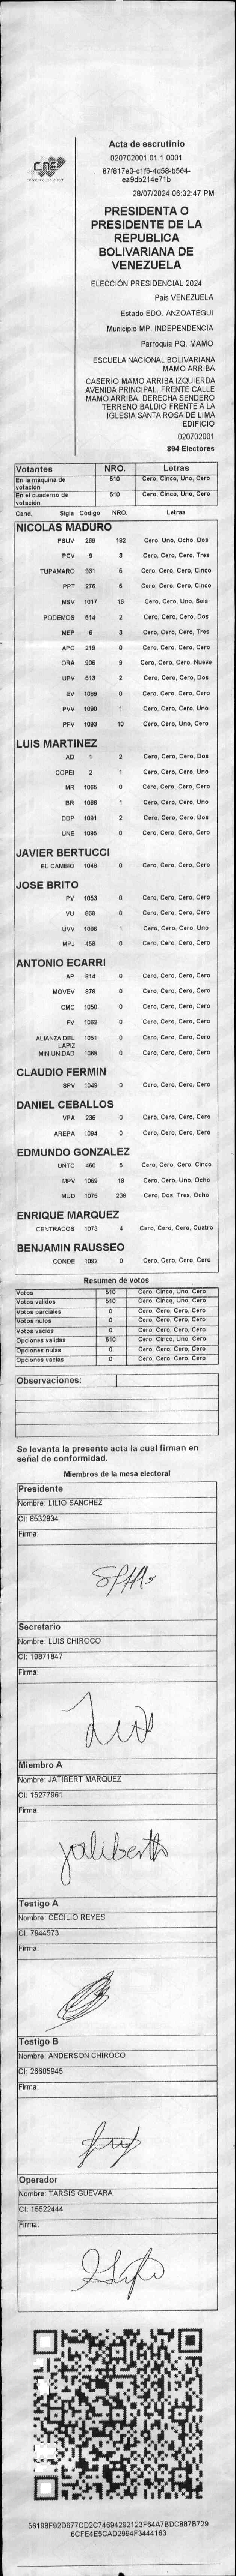 CNE
Acta de escrutinio
020702001.01.1.0001
87f817e0-c1f6-4d58-b564-
ea9db214e71b
28/07/2024 06:32:47 PM
PRESIDENTA O
PRESIDENTE DE LA
REPUBLICA
BOLIVARIANA DE
VENEZUELA
ELECCIÓN PRESIDENCIAL 2024
Pais VENEZUELA
Estado EDO. ANZOATEGUI
Municipio MP. INDEPENDENCIA
Parroquia PQ. MAMO
ESCUELA NACIONAL BOLIVARIANA
MAMO ARRIBA
CASERIO MAMO ARRIBA IZQUIERDA
AVENIDA PRINCIPAL. FRENTE CALLE
MAMO ARRIBA. DERECHA SENDERO
TERRENO BALDIO FRENTE A LA
IGLESIA SANTA ROSA DE LIMA
EDIFICIO
020702001
894 Electores
Votantes NRO. Letras
En la máquina de votación 510 Cero, Cinco, Uno, Cero
En el cuaderno de votación 510 Cero, Cinco, Uno, Cero
Cand. Sigla Código NRO. Letras
NICOLAS MADURO
PSUV 269 182 Cero, Uno, Ocho, Dos
PCV 9 3 Cero, Cero, Cero, Tres
TUPAMARO 931 5 Cero, Cero, Cero, Cinco
PPT 276 5 Cero, Cero, Cero, Cinco
MSV 1017 16 Cero, Cero, Uno, Seis
PODEMOS 514 2 Cero, Cero, Cero, Dos
MEP 6 3 Cero, Cero, Cero, Tres
APC 219 0 Cero, Cero, Cero, Cero
ORA 906 9 Cero, Cero, Cero, Nueve
UPV 613 2 Cero, Cero, Cero, Dos
EV 1089 0 Cero, Cero, Cero, Cero
PVV 1090 1 Cero, Cero, Cero, Uno
PFV 1093 10 Cero, Cero, Uno, Cero
LUIS MARTINEZ
AD 1 2 Cero, Cero, Cero, Dos
COPEI 2 1 Cero, Cero, Cero, Uno
MR 1065 0 Cero, Cero, Cero, Cero
BR 1066 1 Cero, Cero, Cero, Uno
DDP 1091 2 Cero, Cero, Cero, Dos
UNE 1095 0 Cero, Cero, Cero, Cero
JAVIER BERTUCCI
EL CAMBIO 1046 0 Cero, Cero, Cero, Cero
JOSE BRITO
PV 1053 0 Cero, Cero, Cero, Cero
VU 968 0 Cero, Cero, Cero, Cero
UVV 1096 1 Cero, Cero, Cero, Uno
MPJ 458 0 Cero, Cero, Cero, Cero
ANTONIO ECARRI
AP 814 0 Cero, Cero, Cero, Cero
MOVEV 878 0 Cero, Cero, Cero, Cero
CMC 1050 0 Cero, Cero, Cero, Cero
FV 1062 0 Cero, Cero, Cero, Cero
ALIANZA DEL LAPIZ 1051 0 Cero, Cero, Cero, Cero
MIN UNIDAD 1068 0 Cero, Cero, Cero, Cero
CLAUDIO FERMIN
SPV 1049 0 Cero, Cero, Cero, Cero
DANIEL CEBALLOS
VPA 236 0 Cero, Cero, Cero, Cero
AREPA 1094 0 Cero, Cero, Cero, Cero
EDMUNDO GONZALEZ
UNTC 460 5 Cero, Cero, Cero, Cinco
MPV 1069 18 Cero, Cero, Uno, Ocho
MUD 1075 238 Cero, Dos, Tres, Ocho
ENRIQUE MARQUEZ
CENTRADOS 1073 4 Cero, Cero, Cero, Cuatro
BENJAMIN RAUSSEO
CONDE 1092 0 Cero, Cero, Cero, Cero
Resumen de votos
Votos 510 Cero, Cinco, Uno, Cero
Votos validos 510 Cero, Cinco, Uno, Cero
Votos parciales 0 Cero, Cero, Cero, Cero
Votos nulos 0 Cero, Cero, Cero, Cero
Votos vacios 0 Cero, Cero, Cero, Cero
Opciones validas 510 Cero, Cinco, Uno, Cero
Opciones nulas 0 Cero, Cero, Cero, Cero
Opciones vacias 0 Cero, Cero, Cero, Cero
Observaciones:
Se levanta la presente acta la cual firman en
señal de conformidad.
Miembros de la mesa electoral
Presidente
Nombre: LILIO SANCHEZ
CI: 8532834
Firma:
Secretario
Nombre: LUIS CHIROCO
CI: 19871847
Firma:
Miembro A
Nombre: JATIBERT MARQUEZ
CI: 15277961
Firma:
Testigo A
Nombre: CECILIO REYES
CI: 7944573
Firma:
Testigo B
Nombre: ANDERSON CHIROCO
CI: 26605945
Firma:
Operador
Nombre: TARSIS GUEVARA
CI: 15522444
Firma:
56198F92D677CD2C74694292123F64A7BDC887B729
6CFE4E5CAD2994F3444163